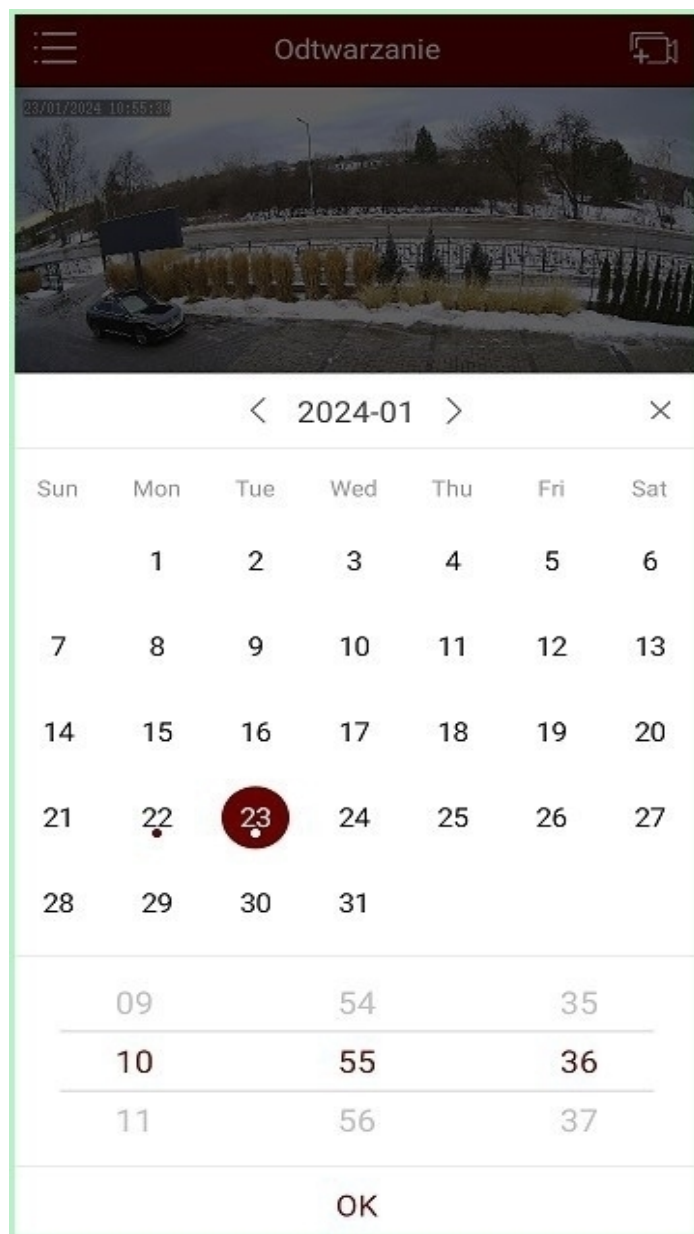 Odtwarzanie
23/01/2024 10:55:39
< 2024-01 > ×
Sun Mon Tue Wed Thu Fri Sat
1 2 3 4 5 6
7 8 9 10 11 12 13
14 15 16 17 18 19 20
21 22 23 24 25 26 27
28 29 30 31
09 54 35
10 55 36
11 56 37
OK